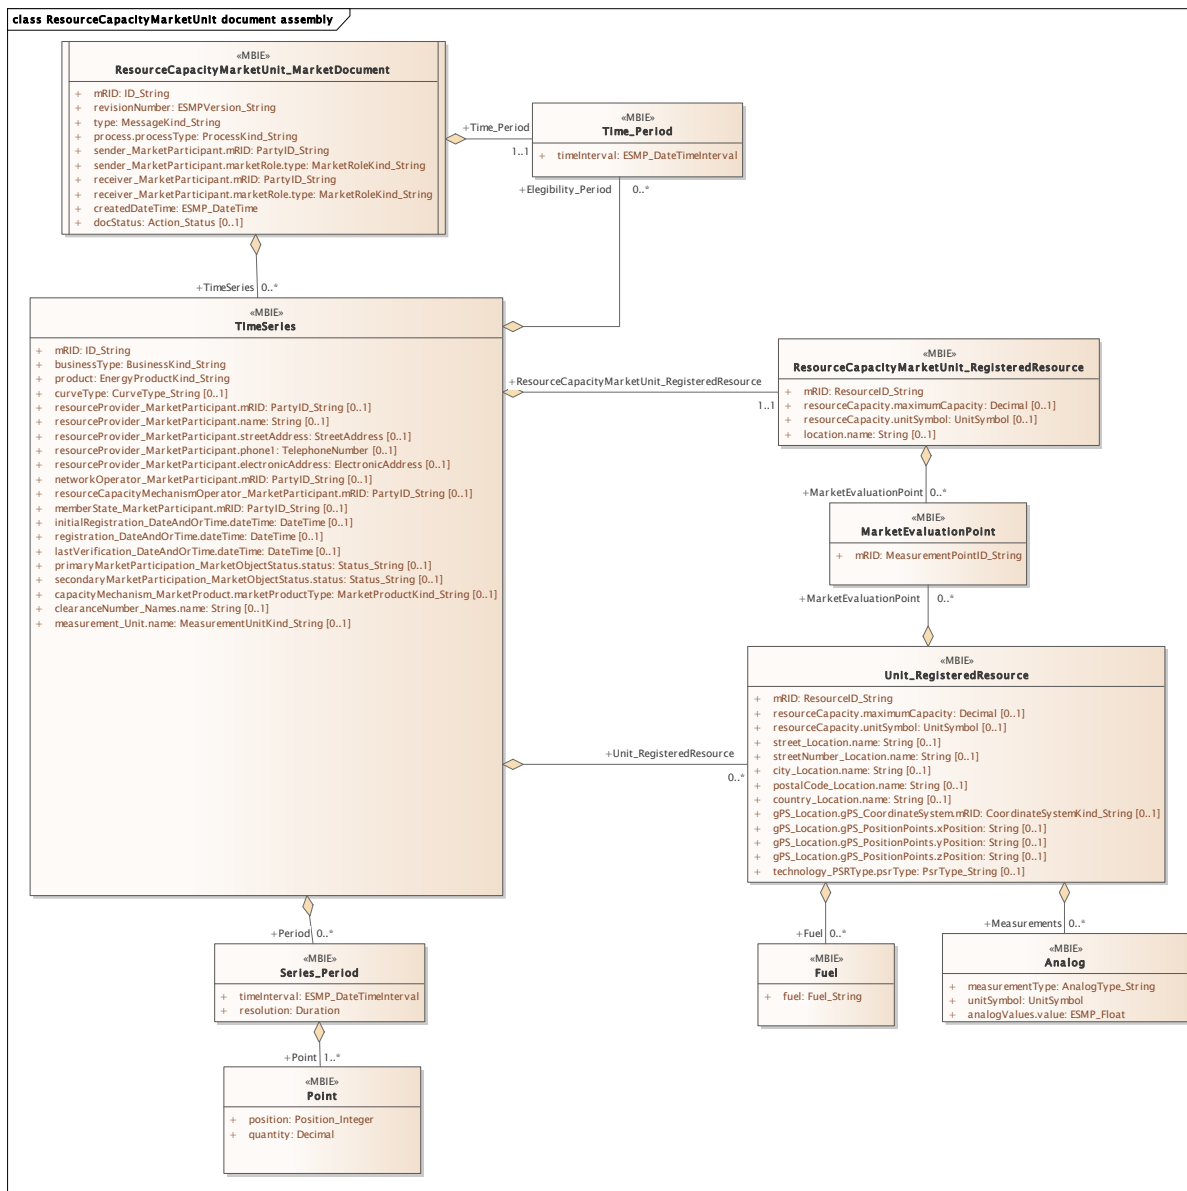 class ResourceCapacityMarketUnit document assembly
«MBIE»
ResourceCapacityMarketUnit_MarketDocument
+ mRID: ID_String
+ revisionNumber: ESMPVersion_String
+ type: MessageKind_String
+ process.processType: ProcessKind_String
+ sender_MarketParticipant.mRID: PartyID_String
+ sender_MarketParticipant.marketRole.type: MarketRoleKind_String
+ receiver_MarketParticipant.mRID: PartyID_String
+ receiver_MarketParticipant.marketRole.type: MarketRoleKind_String
+ createdDateTime: ESMP_DateTime
+ docStatus: Action_Status [0..1]
+Time_Period
1..1
«MBIE»
Time_Period
+ timeInterval: ESMP_DateTimeInterval
+Elegibility_Period 0..*
+TimeSeries 0..*
«MBIE»
TimeSeries
+ mRID: ID_String
+ businessType: BusinessKind_String
+ product: EnergyProductKind_String
+ curveType: CurveType_String [0..1]
+ resourceProvider_MarketParticipant.mRID: PartyID_String [0..1]
+ resourceProvider_MarketParticipant.name: String [0..1]
+ resourceProvider_MarketParticipant.streetAddress: StreetAddress [0..1]
+ resourceProvider_MarketParticipant.phone1: TelephoneNumber [0..1]
+ resourceProvider_MarketParticipant.electronicAddress: ElectronicAddress [0..1]
+ networkOperator_MarketParticipant.mRID: PartyID_String [0..1]
+ resourceCapacityMechanismOperator_MarketParticipant.mRID: PartyID_String [0..1]
+ memberState_MarketParticipant.mRID: PartyID_String [0..1]
+ initialRegistration_DateAndOrTime.dateTime: DateTime [0..1]
+ registration_DateAndOrTime.dateTime: DateTime [0..1]
+ lastVerification_DateAndOrTime.dateTime: DateTime [0..1]
+ primaryMarketParticipation_MarketObjectStatus.status: Status_String [0..1]
+ secondaryMarketParticipation_MarketObjectStatus.status: Status_String [0..1]
+ capacityMechanism_MarketProduct.marketProductType: MarketProductKind_String [0..1]
+ clearanceNumber_Names.name: String [0..1]
+ measurement_Unit.name: MeasurementUnitKind_String [0..1]
+ResourceCapacityMarketUnit_RegisteredResource
1..1
«MBIE»
ResourceCapacityMarketUnit_RegisteredResource
+ mRID: ResourceID_String
+ resourceCapacity.maximumCapacity: Decimal [0..1]
+ resourceCapacity.unitSymbol: UnitSymbol [0..1]
+ location.name: String [0..1]
+MarketEvaluationPoint 0..*
«MBIE»
MarketEvaluationPoint
+ mRID: MeasurementPointID_String
+MarketEvaluationPoint 0..*
+Unit_RegisteredResource
0..*
«MBIE»
Unit_RegisteredResource
+ mRID: ResourceID_String
+ resourceCapacity.maximumCapacity: Decimal [0..1]
+ resourceCapacity.unitSymbol: UnitSymbol [0..1]
+ street_Location.name: String [0..1]
+ streetNumber_Location.name: String [0..1]
+ city_Location.name: String [0..1]
+ postalCode_Location.name: String [0..1]
+ country_Location.name: String [0..1]
+ gPS_Location.gPS_CoordinateSystem.mRID: CoordinateSystemKind_String [0..1]
+ gPS_Location.gPS_PositionPoints.xPosition: String [0..1]
+ gPS_Location.gPS_PositionPoints.yPosition: String [0..1]
+ gPS_Location.gPS_PositionPoints.zPosition: String [0..1]
+ technology_PSRType.psrType: PsrType_String [0..1]
+Period 0..*
«MBIE»
Series_Period
+ timeInterval: ESMP_DateTimeInterval
+ resolution: Duration
+Point 1..*
«MBIE»
Point
+ position: Position_Integer
+ quantity: Decimal
+Fuel 0..*
«MBIE»
Fuel
+ fuel: Fuel_String
+Measurements 0..*
«MBIE»
Analog
+ measurementType: AnalogType_String
+ unitSymbol: UnitSymbol
+ analogValues.value: ESMP_Float